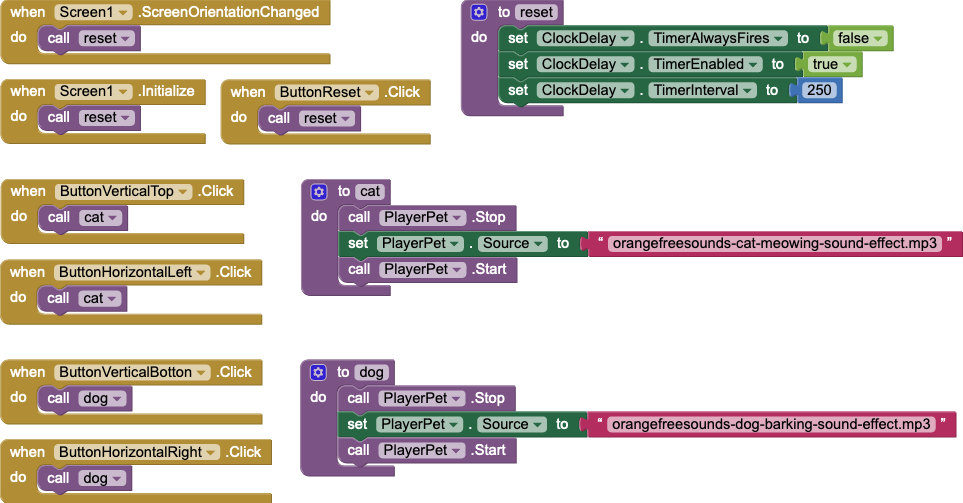 when Screen1 .ScreenOrientationChanged
do call reset
when Screen1 .Initialize
do call reset
when ButtonReset .Click
do call reset
to reset
do set ClockDelay . TimerAlwaysFires to false
set ClockDelay . TimerEnabled to true
set ClockDelay . TimerInterval to 250
when ButtonVerticalTop .Click
do call cat
when ButtonHorizontalLeft .Click
do call cat
to cat
do call PlayerPet .Stop
set PlayerPet . Source to “ orangefreesounds-cat-meowing-sound-effect.mp3 ”
call PlayerPet .Start
when ButtonVerticalBotton .Click
do call dog
when ButtonHorizontalRight .Click
do call dog
to dog
do call PlayerPet .Stop
set PlayerPet . Source to “ orangefreesounds-dog-barking-sound-effect.mp3 ”
call PlayerPet .Start